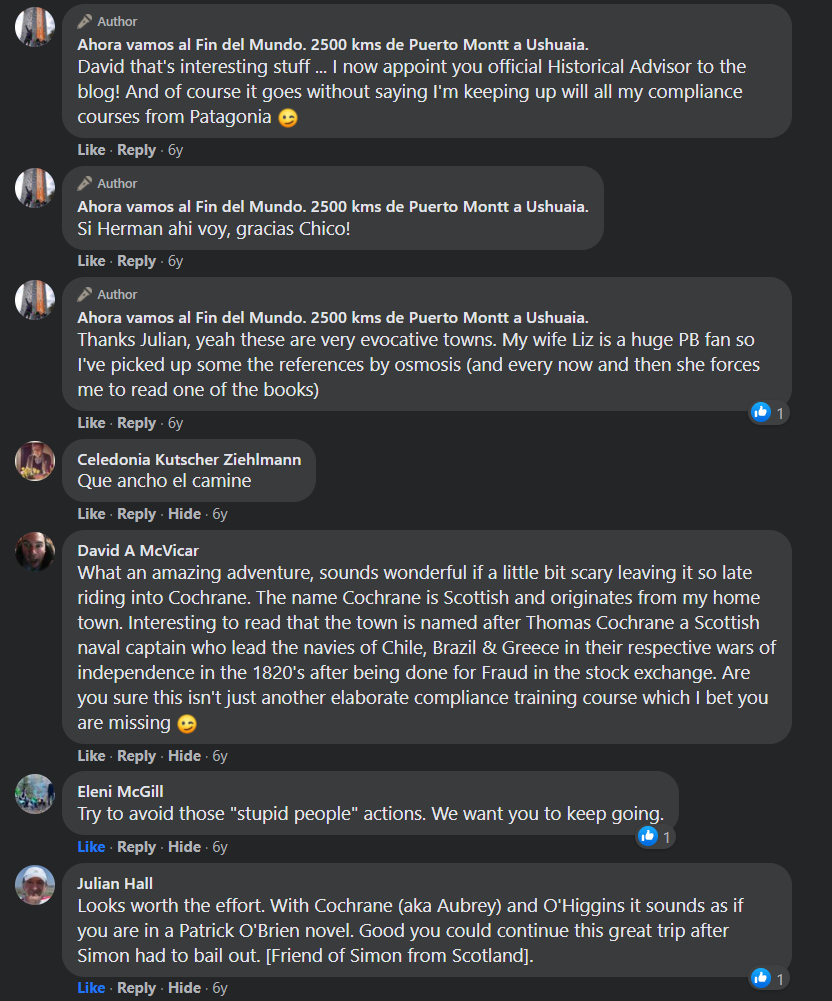 Author
Ahora vamos al Fin del Mundo. 2500 kms de Puerto Montt a Ushuaia.
David that's interesting stuff ... I now appoint you official Historical Advisor to the
blog! And of course it goes without saying I'm keeping up will all my compliance
courses from Patagonia 😉
Like · Reply · 6y
Author
Ahora vamos al Fin del Mundo. 2500 kms de Puerto Montt a Ushuaia.
Si Herman ahi voy, gracias Chico!
Like · Reply · 6y
Author
Ahora vamos al Fin del Mundo. 2500 kms de Puerto Montt a Ushuaia.
Thanks Julian, yeah these are very evocative towns. My wife Liz is a huge PB fan so
I've picked up some the references by osmosis (and every now and then she forces
me to read one of the books)
1
Like · Reply · 6y
Celedonia Kutscher Ziehlmann
Que ancho el camine
Like · Reply · Hide · 6y
David A McVicar
What an amazing adventure, sounds wonderful if a little bit scary leaving it so late
riding into Cochrane. The name Cochrane is Scottish and originates from my home
town. Interesting to read that the town is named after Thomas Cochrane a Scottish
naval captain who lead the navies of Chile, Brazil & Greece in their respective wars of
independence in the 1820's after being done for Fraud in the stock exchange. Are
you sure this isn't just another elaborate compliance training course which I bet you
are missing 😉
Like · Reply · Hide · 6y
Eleni McGill
Try to avoid those "stupid people" actions. We want you to keep going.
1
Like · Reply · Hide · 6y
Julian Hall
Looks worth the effort. With Cochrane (aka Aubrey) and O'Higgins it sounds as if
you are in a Patrick O'Brien novel. Good you could continue this great trip after
Simon had to bail out. [Friend of Simon from Scotland].
1
Like · Reply · Hide · 6y